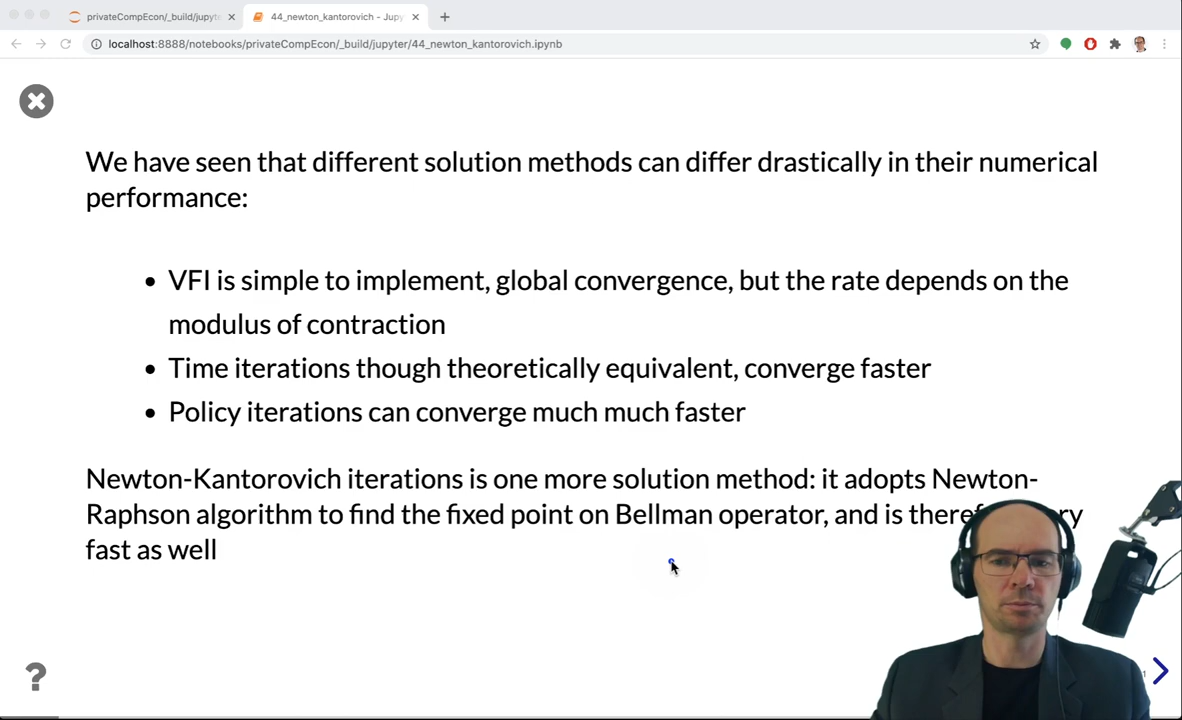 privateCompEcon/_build/jupyte
44_newton_kantorovich - Jupy
localhost:8888/notebooks/privateCompEcon/_build/jupyter/44_newton_kantorovich.ipynb
We have seen that different solution methods can differ drastically in their numerical
performance:
• VFI is simple to implement, global convergence, but the rate depends on the
modulus of contraction
• Time iterations though theoretically equivalent, converge faster
• Policy iterations can converge much much faster
Newton-Kantorovich iterations is one more solution method: it adopts Newton-
Raphson algorithm to find the fixed point on Bellman operator, and is
fast as well
?